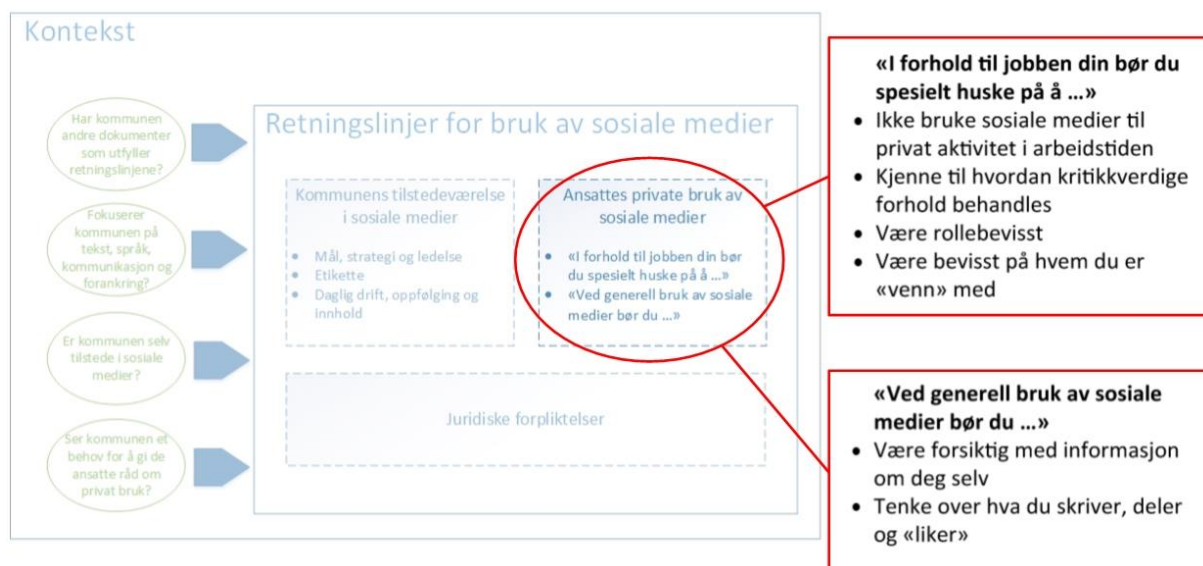 Kontekst
Har kommunen
andre dokumenter
som utfyller
retningslinjene?
Fokuserer
kommunen på
tekst, språk,
kommunikasjon og
forankring?
Er kommunen selv
tilstede i sosiale
medier?
Ser kommunen et
behov for å gi de
ansatte råd om
privat bruk?
Retningslinjer for bruk av sosiale medier
Kommunens tilstedeværelse
i sosiale medier
• Mål, strategi og ledelse
• Etikette
• Daglig drift, oppfølging og
innhold
Ansattes private bruk av
sosiale medier
• «I forhold til jobben din bør
du spesielt huske på å ...»
• «Ved generell bruk av sosiale
medier bør du ...»
Juridiske forpliktelser
«I forhold til jobben din bør du
spesielt huske på å ...»
• Ikke bruke sosiale medier til
privat aktivitet i arbeidstiden
• Kjenne til hvordan kritikkverdige
forhold behandles
• Være rollebevisst
• Være bevisst på hvem du er
«venn» med
«Ved generell bruk av sosiale
medier bør du ...»
• Være forsiktig med informasjon
om deg selv
• Tenke over hva du skriver, deler
og «liker»